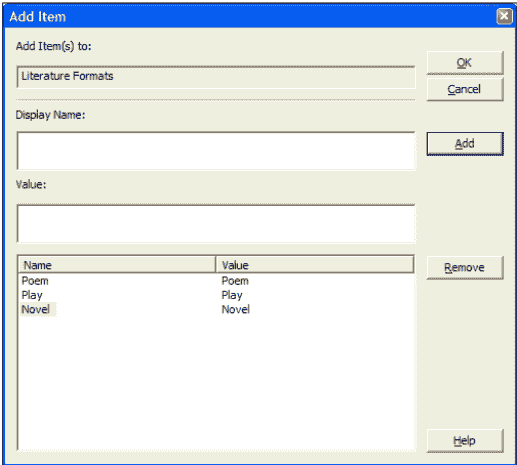 Add Item
Add Item(s) to:
OK
Literature Formats
Cancel
Display Name:
Add
Value:
Name Value
Remove
Poem Poem
Play Play
Novel Novel
Help